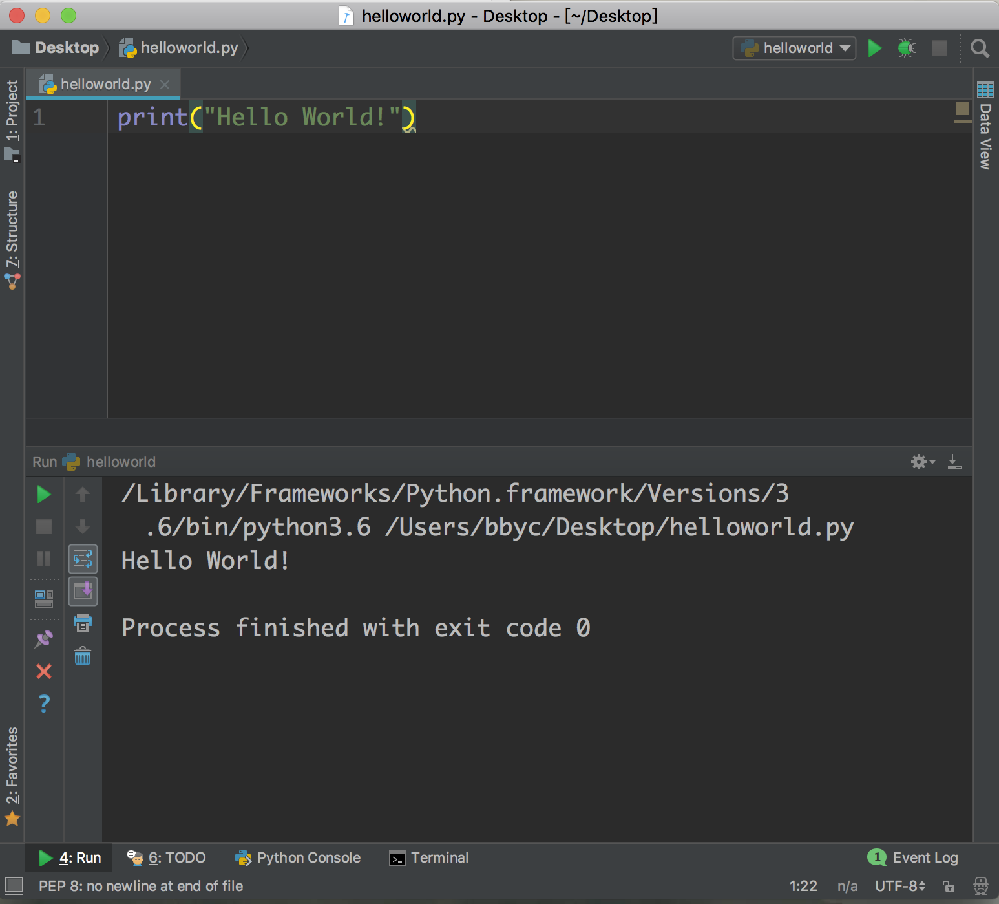 helloworld.py - Desktop - [~/Desktop]
Desktop helloworld.py helloworld
1: Project
7: Structure
2: Favorites
helloworld.py
1 print("Hello World!")
Data View
Run helloworld
/Library/Frameworks/Python.framework/Versions/3
.6/bin/python3.6 /Users/bbyc/Desktop/helloworld.py
Hello World!
Process finished with exit code 0
?
4: Run 6: TODO Python Console >_ Terminal 1 Event Log
PEP 8: no newline at end of file 1:22 n/a UTF-8